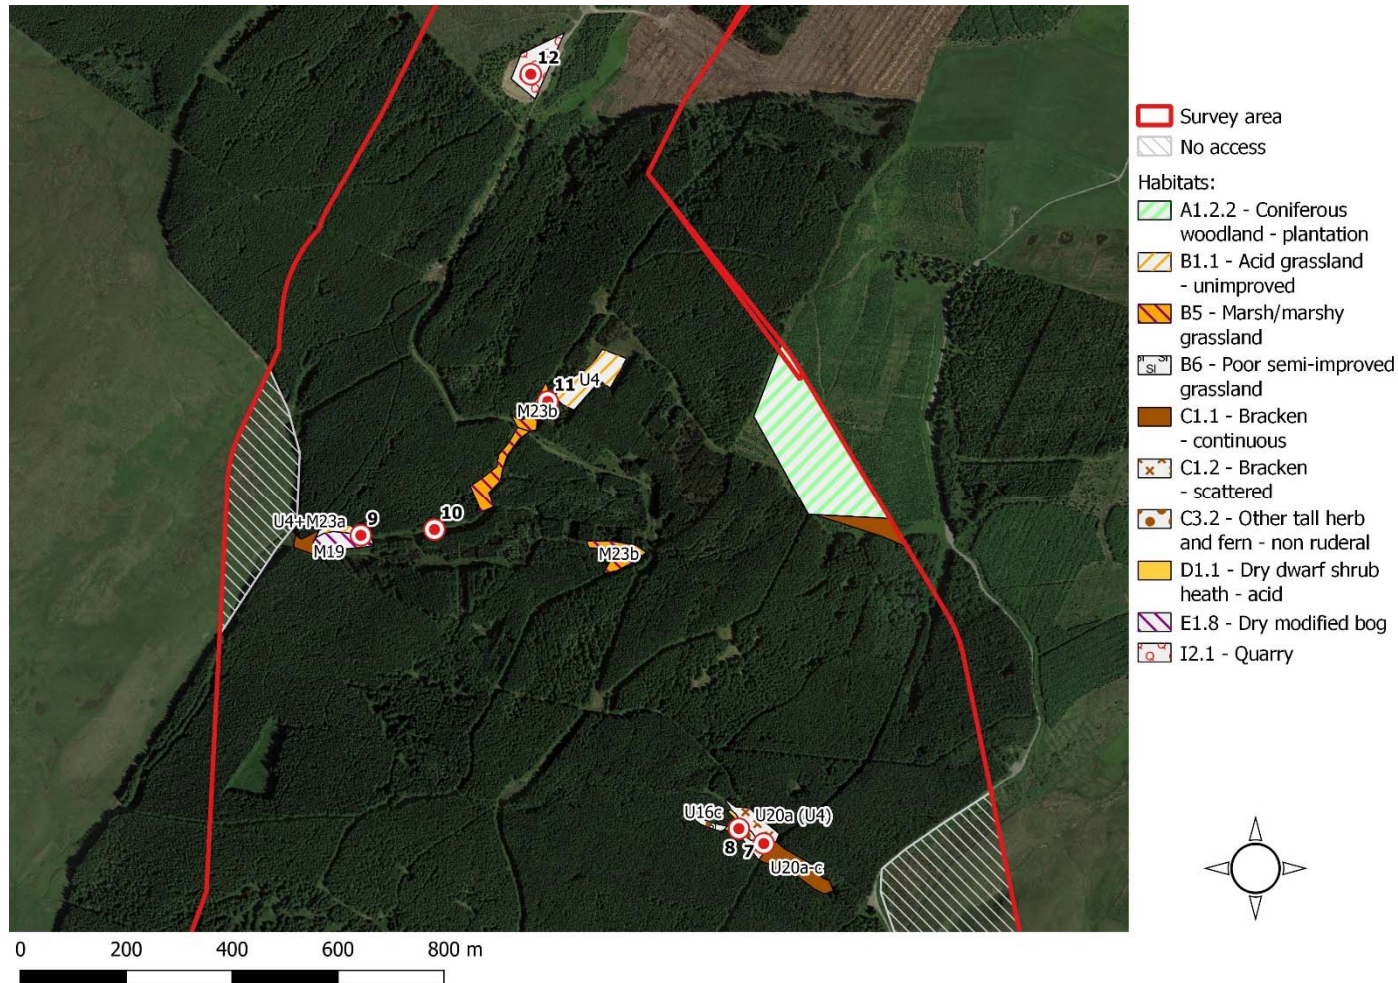 12
11
U4
M23b
U4+M23a
9
10
M19
M23b
U16c
U20a (U4)
8
7
U20a-c
Survey area
No access
Habitats:
A1.2.2 - Coniferous
woodland - plantation
B1.1 - Acid grassland
- unimproved
B5 - Marsh/marshy
grassland
SI
B6 - Poor semi-improved
grassland
C1.1 - Bracken
- continuous
C1.2 - Bracken
- scattered
C3.2 - Other tall herb
and fern - non ruderal
D1.1 - Dry dwarf shrub
heath - acid
E1.8 - Dry modified bog
Q
I2.1 - Quarry
0 200 400 600 800 m